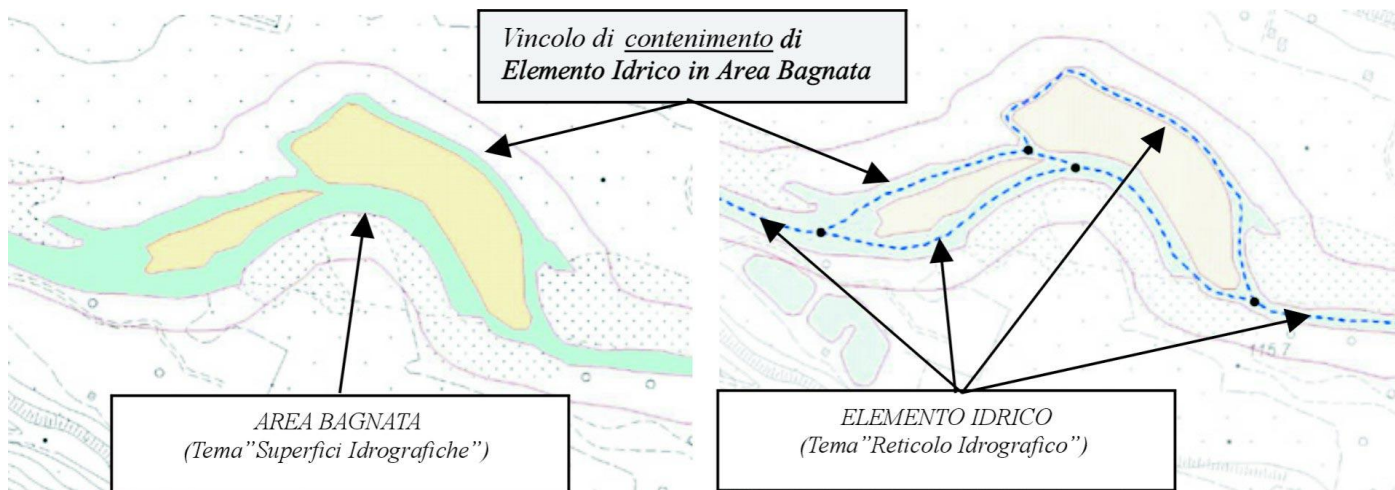 Vincolo di contenimento di
Elemento Idrico in Area Bagnata
115.7
AREA BAGNATA
(Tema”Superfici Idrografiche”)
ELEMENTO IDRICO
(Tema”Reticolo Idrografico”)